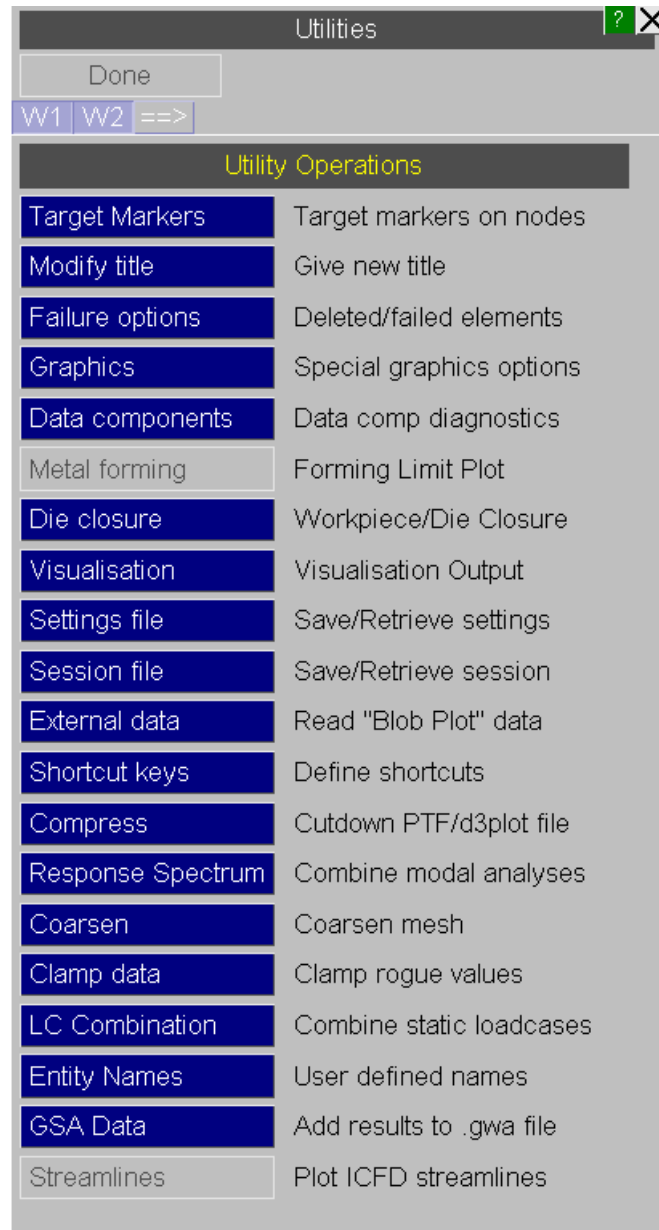 Utilities ? X
Done
W1 W2 ==>
Utility Operations
Target Markers Target markers on nodes
Modify title Give new title
Failure options Deleted/failed elements
Graphics Special graphics options
Data components Data comp diagnostics
Metal forming Forming Limit Plot
Die closure Workpiece/Die Closure
Visualisation Visualisation Output
Settings file Save/Retrieve settings
Session file Save/Retrieve session
External data Read "Blob Plot" data
Shortcut keys Define shortcuts
Compress Cutdown PTF/d3plot file
Response Spectrum Combine modal analyses
Coarsen Coarsen mesh
Clamp data Clamp rogue values
LC Combination Combine static loadcases
Entity Names User defined names
GSA Data Add results to .gwa file
Streamlines Plot ICFD streamlines